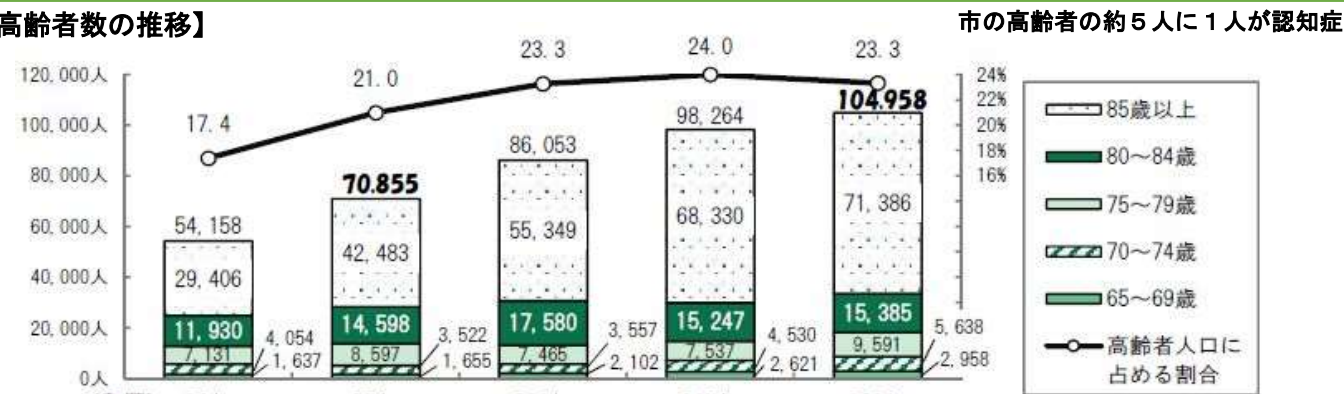 高齢者数の推移】
市の高齢者の約５人に１人が認知症
120,000人
100,000人
80,000人
60,000人
40,000人
20,000人
0人
17.4
21.0
23.3
24.0
23.3
24%
22%
20%
18%
16%
54,158
29,406
11,930
7,131
4,054
1,637
70.855
42,483
14,598
8,597
3,522
1,655
86,053
55,349
17,580
7,465
3,557
2,102
98,264
68,330
15,247
7,537
4,530
2,621
104.958
71,386
15,385
9,591
5,638
2,958
85歳以上
80～84歳
75～79歳
70～74歳
65～69歳
高齢者人口に
占める割合